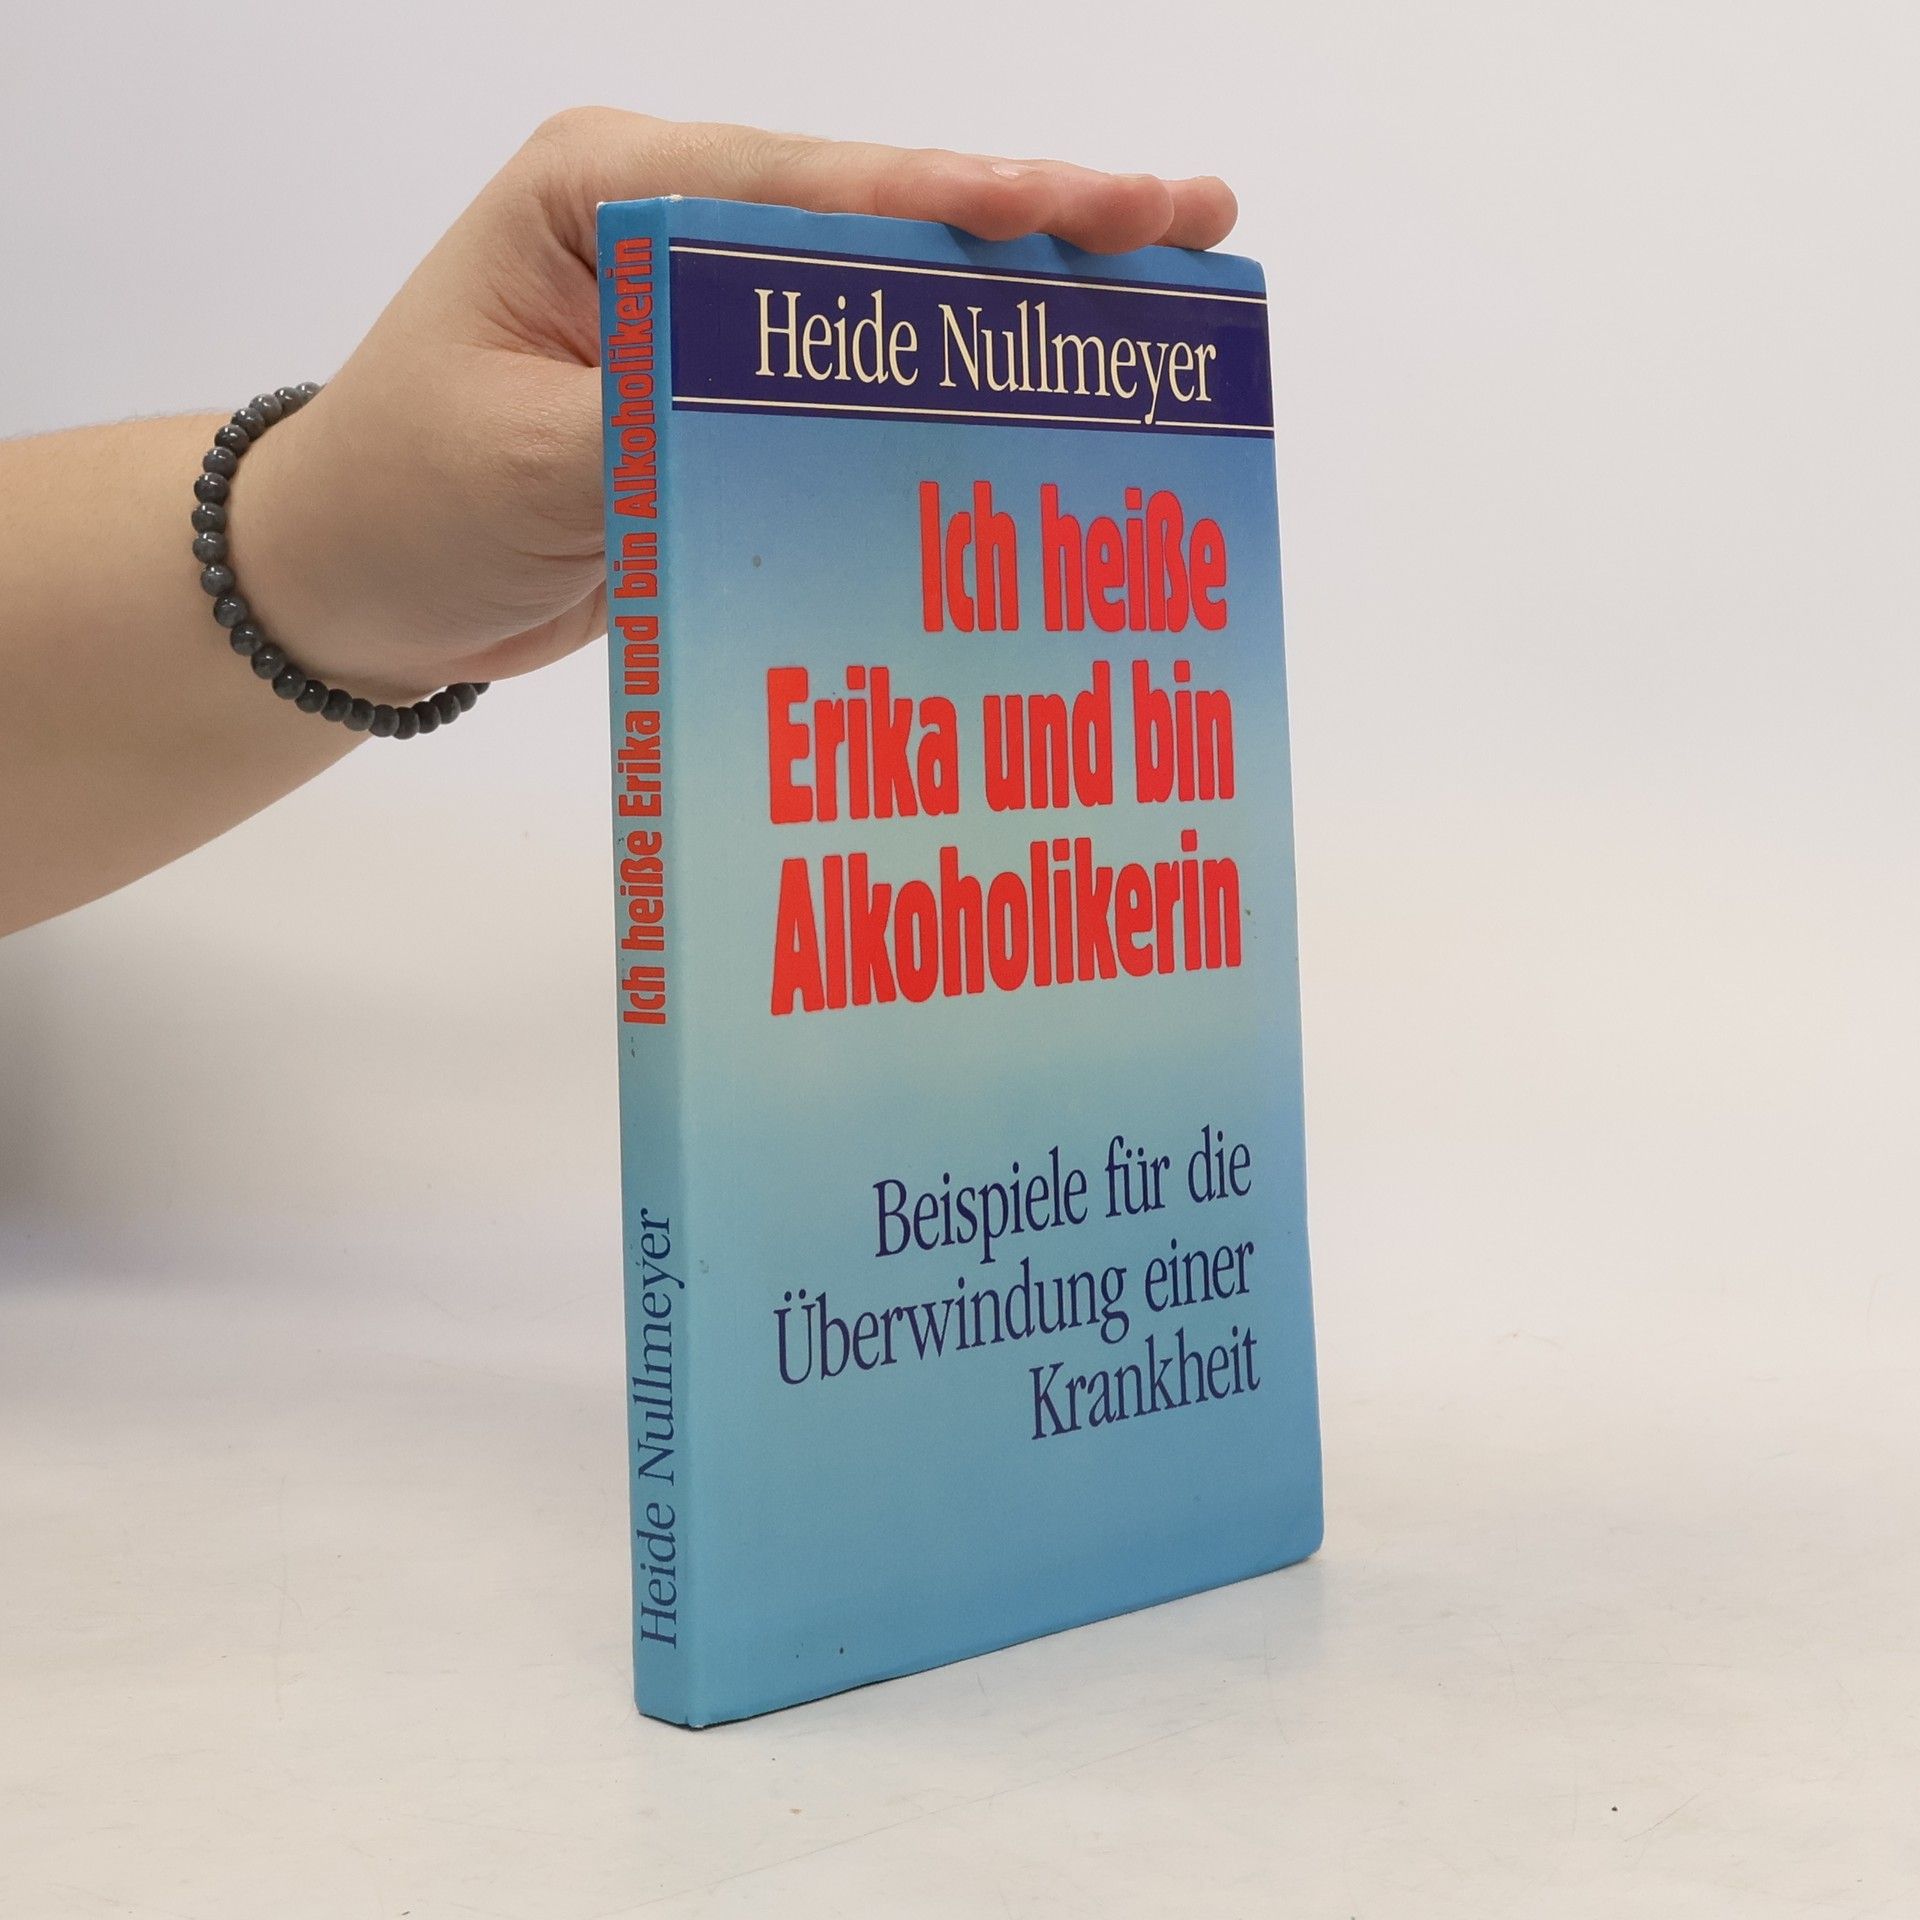 Heide Nullmeyer
Ich heiße
Erika und bin
Alkoholikerin
Beispiele für die
Überwindung einer
Krankheit
Heide Nullmeyer
Ich heiße Erika und bin Alkoholikerin